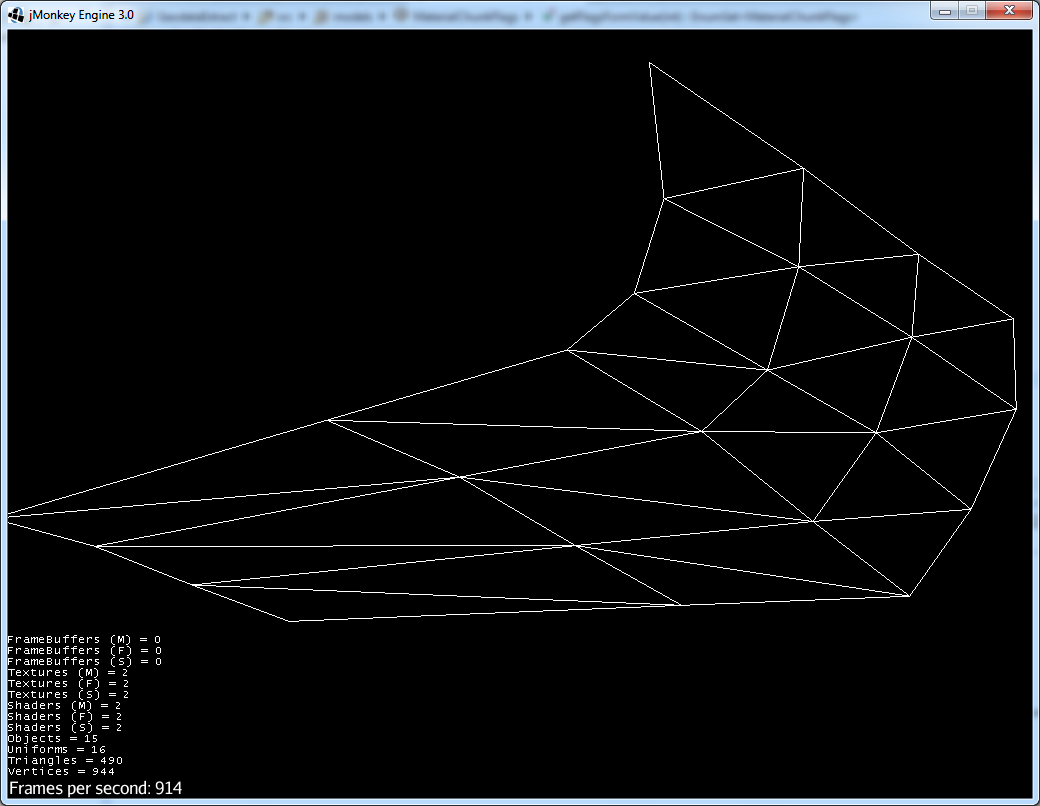 jMonkey Engine 3.0
FrameBuffers (M) = 0
FrameBuffers (F) = 0
FrameBuffers (S) = 0
Textures (M) = 2
Textures (F) = 2
Textures (S) = 2
Shaders (M) = 2
Shaders (F) = 2
Shaders (S) = 2
Objects = 15
Uniforms = 16
Triangles = 490
Vertices = 944
Frames per second: 914